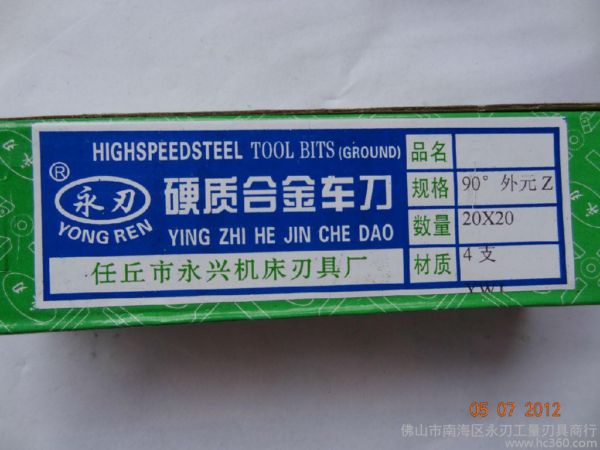 HIGHSPEEDSTEEL TOOL BITS (GROUND)
®
永刃
YONG REN
硬质合金车刀
YING ZHI HE JIN CHE DAO
任丘市永兴机床刃具厂
品名
规格 90° 外元 Z
数量 20X20
材质 4支
05 07 2012
佛山市南海区永刃工量刃具商行
www.hc360.com